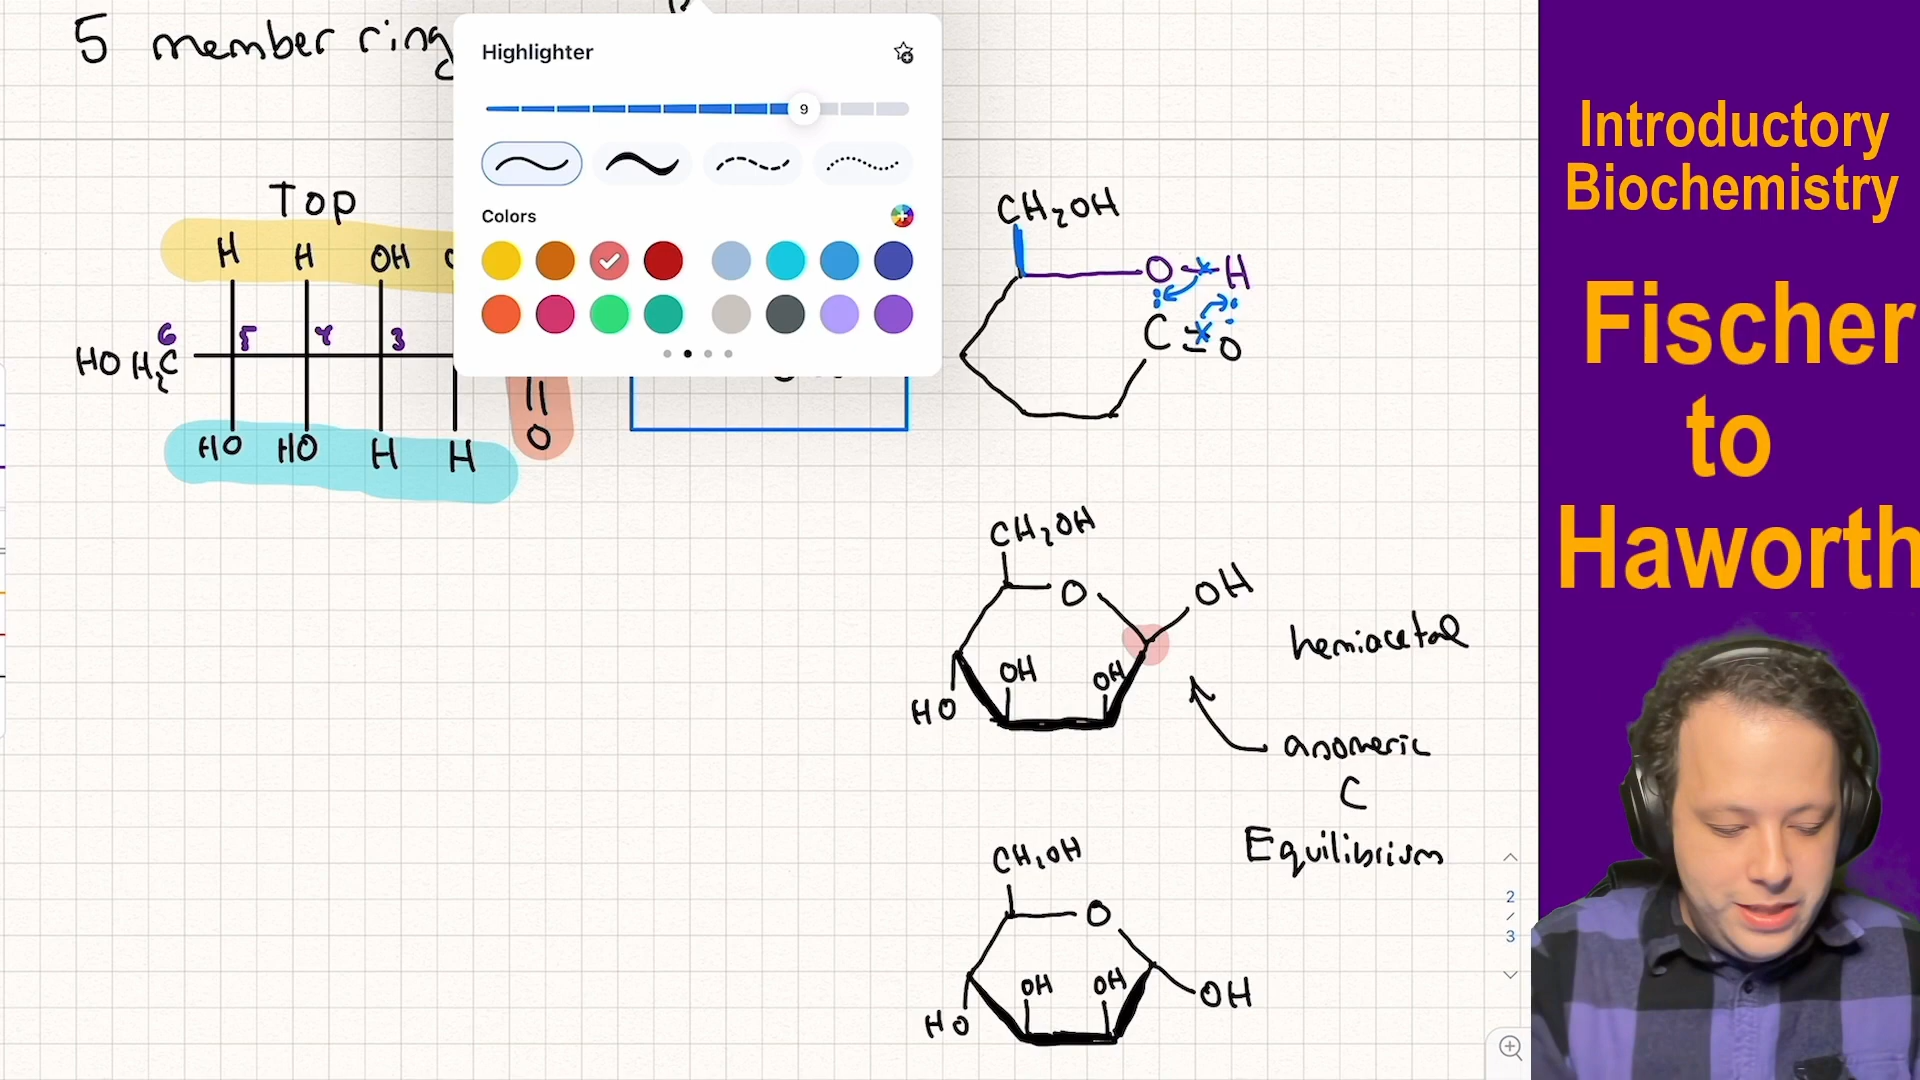 5 member ring
Highlighter
9
Colors
Top
H H OH
6 5 4 3
HO H2C
HO HO H H
O
CH2OH
O H
C = O
CH2OH
O OH
OH OH
HO
hemiacetal
anomeric
C
Equilibrism
CH2OH
O
OH OH OH
HO
2
/
3
Introductory
Biochemistry
Fischer
to
Haworth